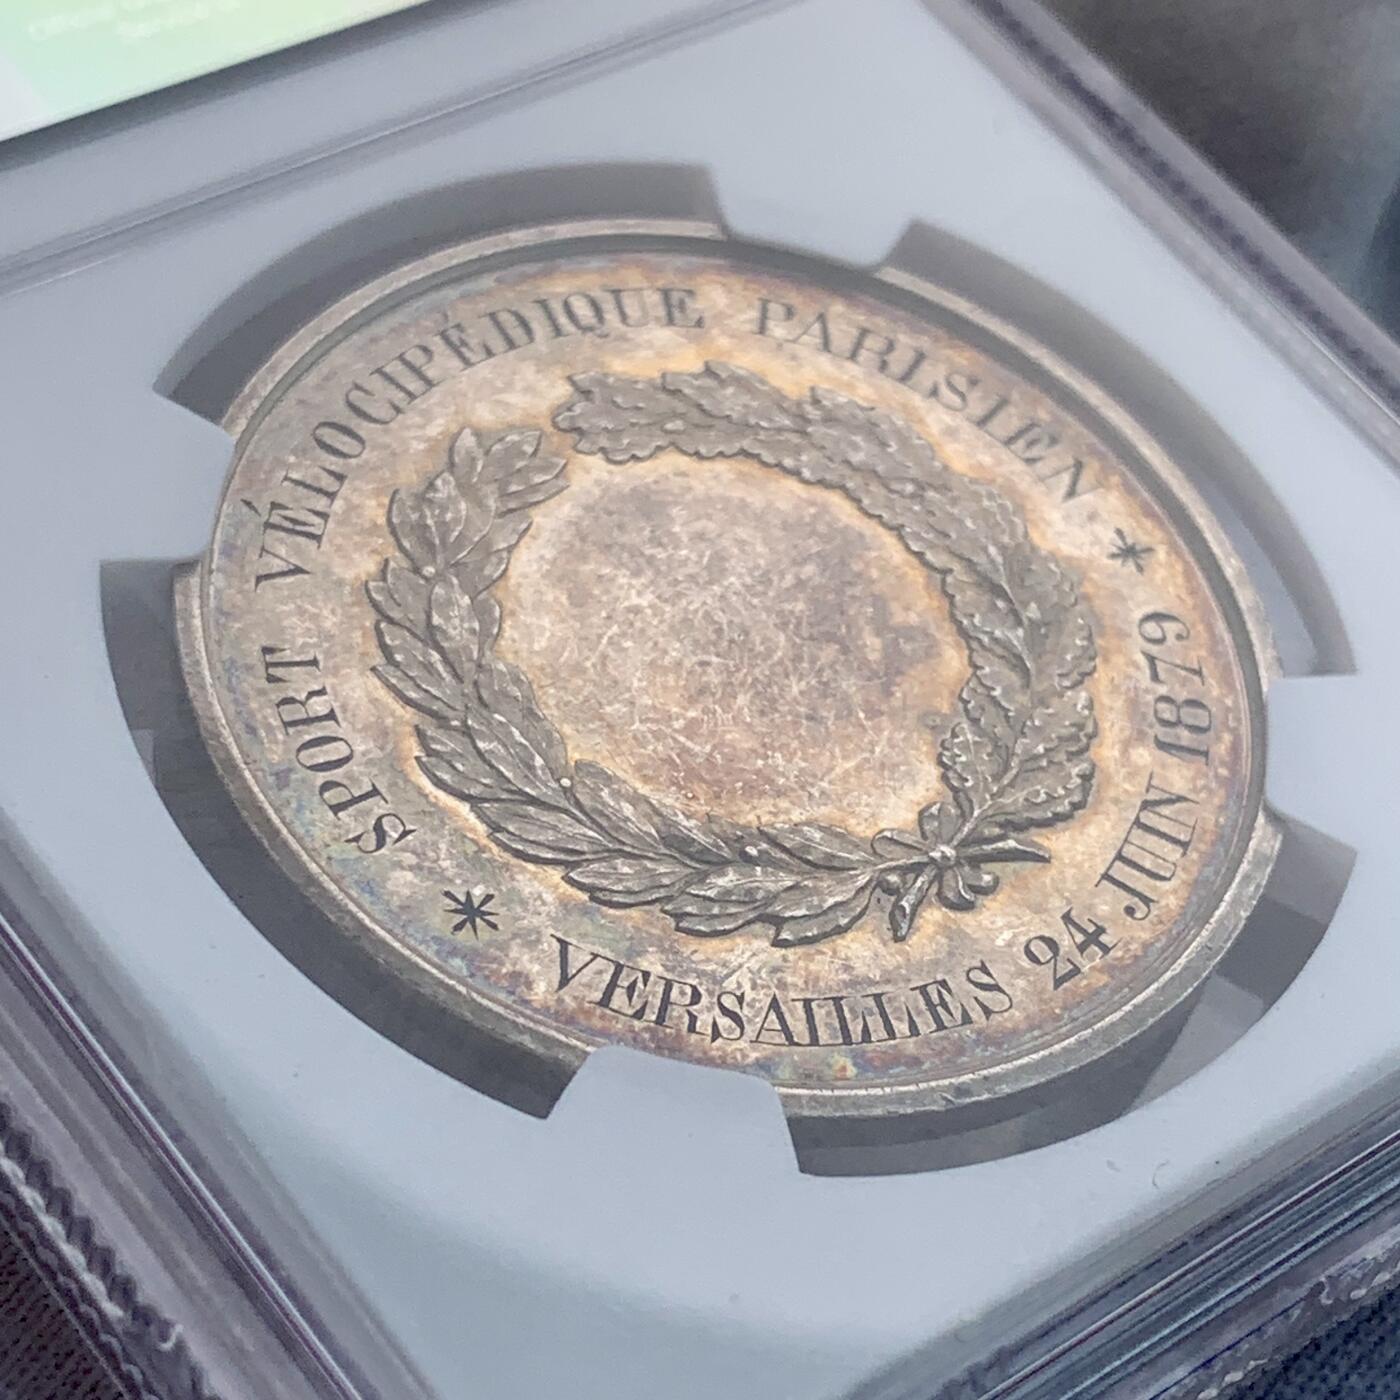 SPORT VÉLOCIPÉDIQUE PARISIEN
* VERSAILLES 24 JUIN 1879 *